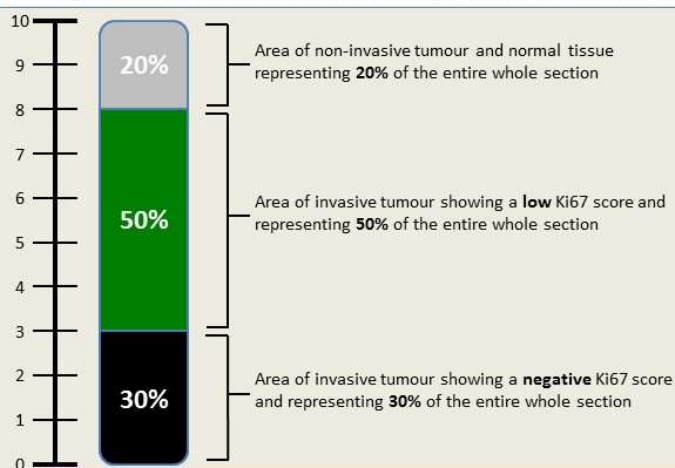 10
9
8
7
6
5
4
3
2
1
0
20%
50%
30%
Area of non-invasive tumour and normal tissue
representing 20% of the entire whole section
Area of invasive tumour showing a low Ki67 score and
representing 50% of the entire whole section
Area of invasive tumour showing a negative Ki67 score
and representing 30% of the entire whole section